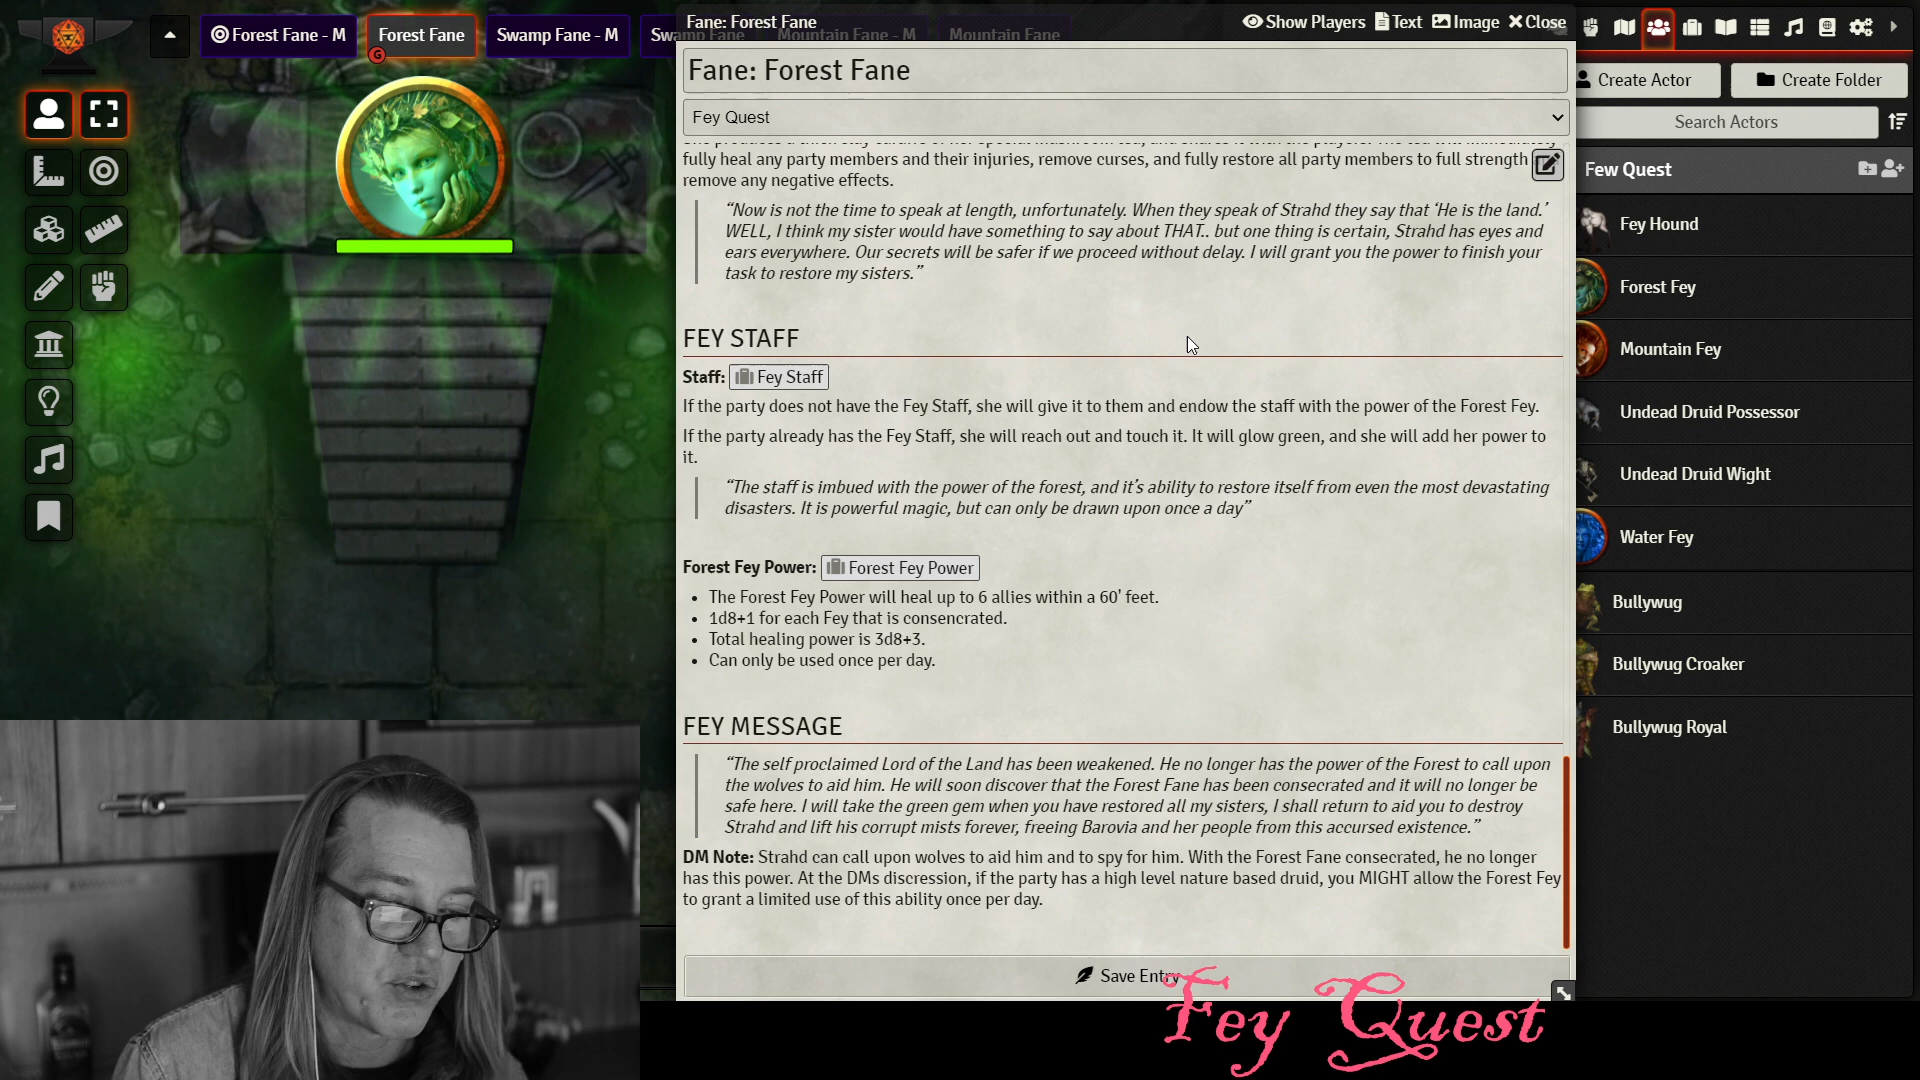 Forest Fane - M
Forest Fane
Swamp Fane - M
Swamp Fane
Mountain Fane - M
Mountain Fane
G
Fane: Forest Fane
Show Players
Text
Image
Close
Fane: Forest Fane
Fey Quest
fully heal any party members and their injuries, remove curses, and fully restore all party members to full strength
remove any negative effects.
“Now is not the time to speak at length, unfortunately. When they speak of Strahd they say that ‘He is the land.’
WELL, I think my sister would have something to say about THAT.. but one thing is certain, Strahd has eyes and
ears everywhere. Our secrets will be safer if we proceed without delay. I will grant you the power to finish your
task to restore my sisters.”
FEY STAFF
Staff: Fey Staff
If the party does not have the Fey Staff, she will give it to them and endow the staff with the power of the Forest Fey.
If the party already has the Fey Staff, she will reach out and touch it. It will glow green, and she will add her power to
it.
“The staff is imbued with the power of the forest, and it’s ability to restore itself from even the most devastating
disasters. It is powerful magic, but can only be drawn upon once a day”
Forest Fey Power: Forest Fey Power
• The Forest Fey Power will heal up to 6 allies within a 60' feet.
• 1d8+1 for each Fey that is consencrated.
• Total healing power is 3d8+3.
• Can only be used once per day.
FEY MESSAGE
“The self proclaimed Lord of the Land has been weakened. He no longer has the power of the Forest to call upon
the wolves to aid him. He will soon discover that the Forest Fane has been consecrated and it will no longer be
safe here. I will take the green gem when you have restored all my sisters, I shall return to aid you to destroy
Strahd and lift his corrupt mists forever, freeing Barovia and her people from this accursed existence.”
DM Note: Strahd can call upon wolves to aid him and to spy for him. With the Forest Fane consecrated, he no longer
has this power. At the DMs discression, if the party has a high level nature based druid, you MIGHT allow the Forest Fey
to grant a limited use of this ability once per day.
Save Entry
Create Actor
Create Folder
Search Actors
Few Quest
Fey Hound
Forest Fey
Mountain Fey
Undead Druid Possessor
Undead Druid Wight
Water Fey
Bullywug
Bullywug Croaker
Bullywug Royal
Fey Quest